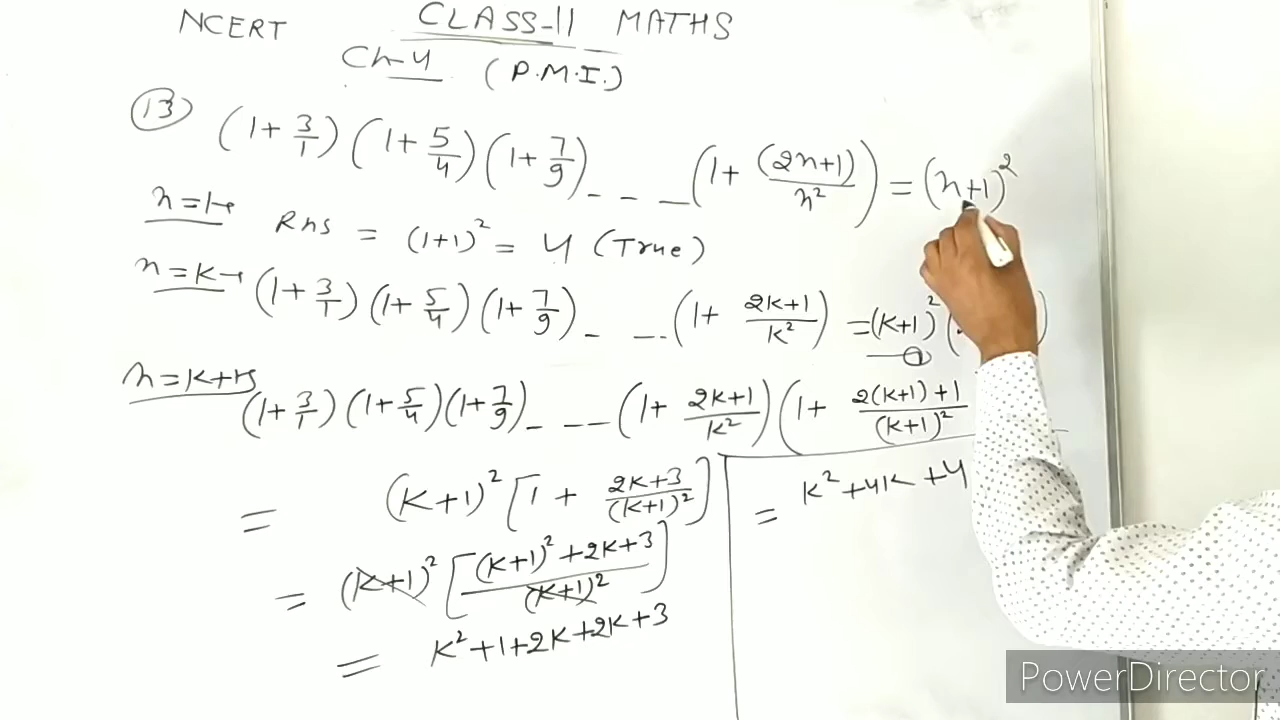 NCERT CLASS-11 MATHS
Ch-4 (P.M.I.)
(13) (1+3/1)(1+5/4)(1+7/9)_ _ _ _(1+(2n+1)/n²)=(n+1)²
n=1→ RHS = (1+1)² = 4 (True)
n=K→ (1+3/1)(1+5/4)(1+7/9)_ _ _..(1+2K+1/K²)=(K+1)²
①
n=K+1→ (1+3/1)(1+5/4)(1+7/9)_ _ _ _(1+2K+1/K²)(1+2(K+1)+1/(K+1)²
= (K+1)²[1+2K+3/(K+1)²]
= (K+1)²[(K+1)²+2K+3/(K+1)²]
= K²+1+2K+2K+3
= K²+4K+4
PowerDirector